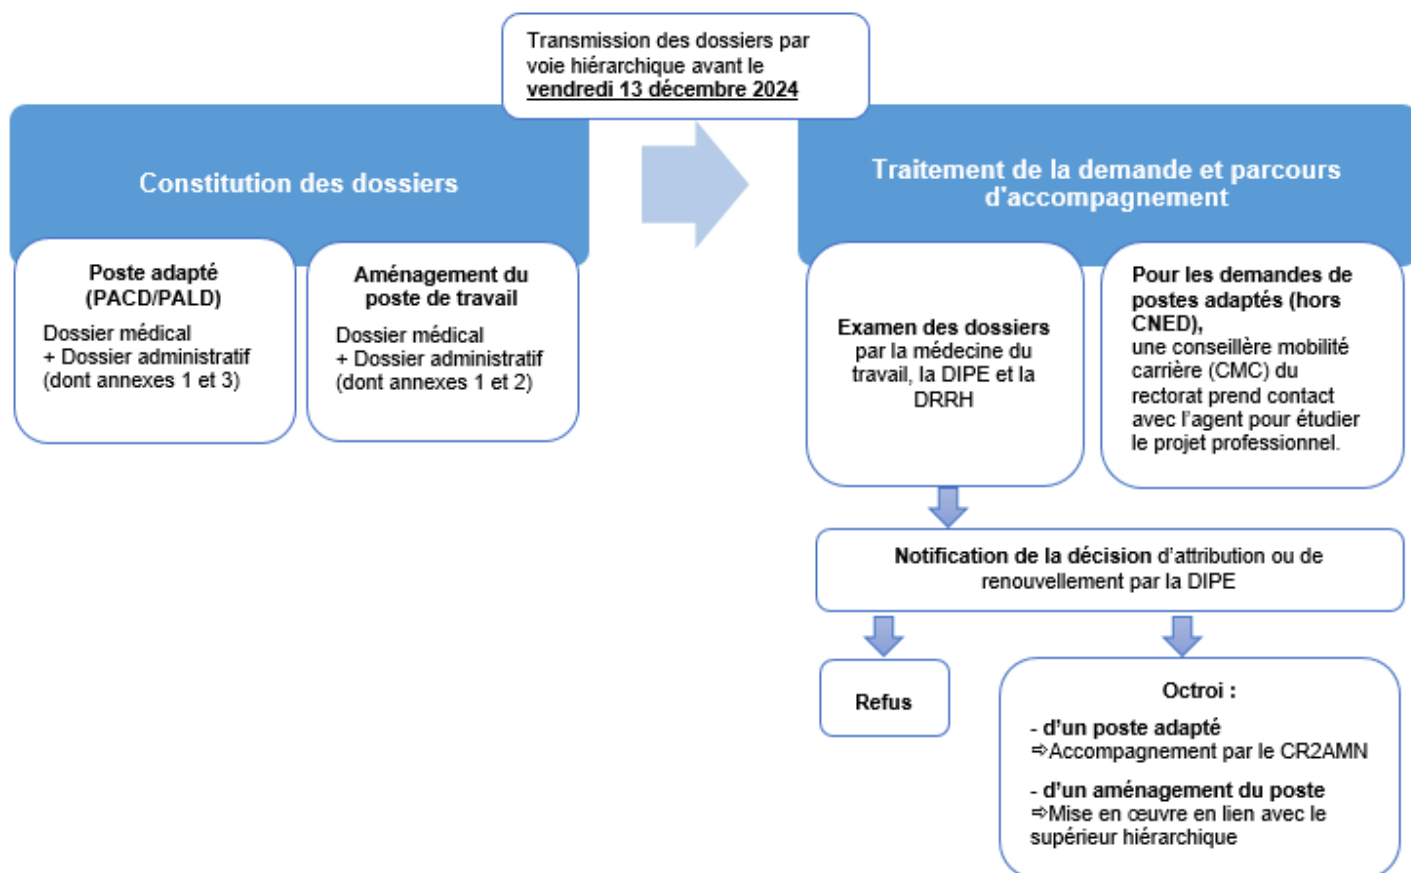 Transmission des dossiers par
voie hiérarchique avant le
vendredi 13 décembre 2024
Constitution des dossiers
Poste adapté
(PACD/PALD)
Dossier médical
+ Dossier administratif
(dont annexes 1 et 3)
Aménagement du
poste de travail
Dossier médical
+ Dossier administratif
(dont annexes 1 et 2)
Traitement de la demande et parcours
d'accompagnement
Examen des dossiers
par la médecine du
travail, la DIPE et la
DRRH
Pour les demandes de
postes adaptés (hors
CNED),
une conseillère mobilité
carrière (CMC) du
rectorat prend contact
avec l’agent pour étudier
le projet professionnel.
Notification de la décision d’attribution ou de
renouvellement par la DIPE
Refus
Octroi :
- d’un poste adapté
⇨Accompagnement par le CR2AMN
- d’un aménagement du poste
⇨Mise en œuvre en lien avec le
supérieur hiérarchique